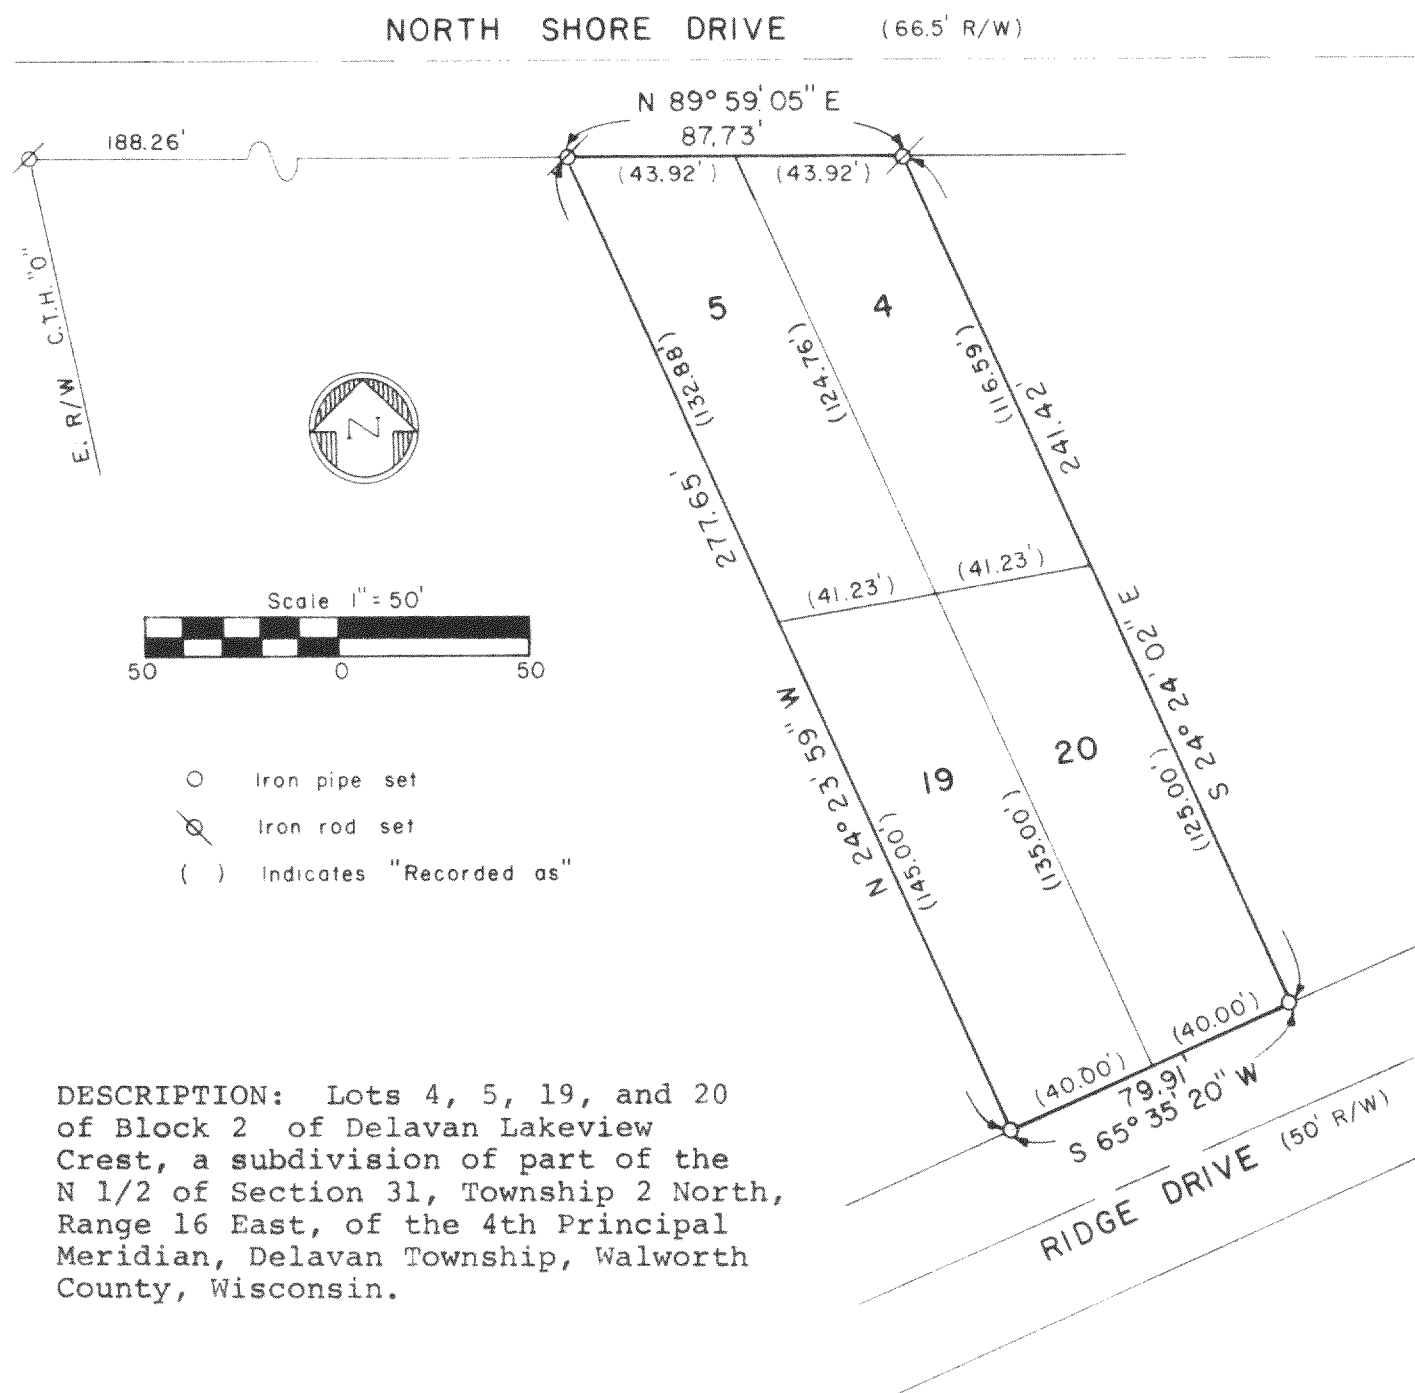 NORTH SHORE DRIVE (66.5' R/W)
N 89° 59' 05" E
87.73'
188.26'
(43.92') (43.92')
E. R/W C.T.H. "O"
5
4
(132.88')
(124.76')
(116.59')
241.42'
277.65'
(41.23')
(41.23')
Scale 1" = 50'
50 0 50
N 24° 23' 59" W
S 24° 24' 02" E
19
20
(145.00')
(135.00')
(125.00')
N
○ Iron pipe set
Iron rod set
( ) Indicates "Recorded as"
(40.00')
(40.00')
79.91'
S 65° 35' 20" W
RIDGE DRIVE (50' R/W)
DESCRIPTION: Lots 4, 5, 19, and 20
of Block 2 of Delavan Lakeview
Crest, a subdivision of part of the
N 1/2 of Section 31, Township 2 North,
Range 16 East, of the 4th Principal
Meridian, Delavan Township, Walworth
County, Wisconsin.